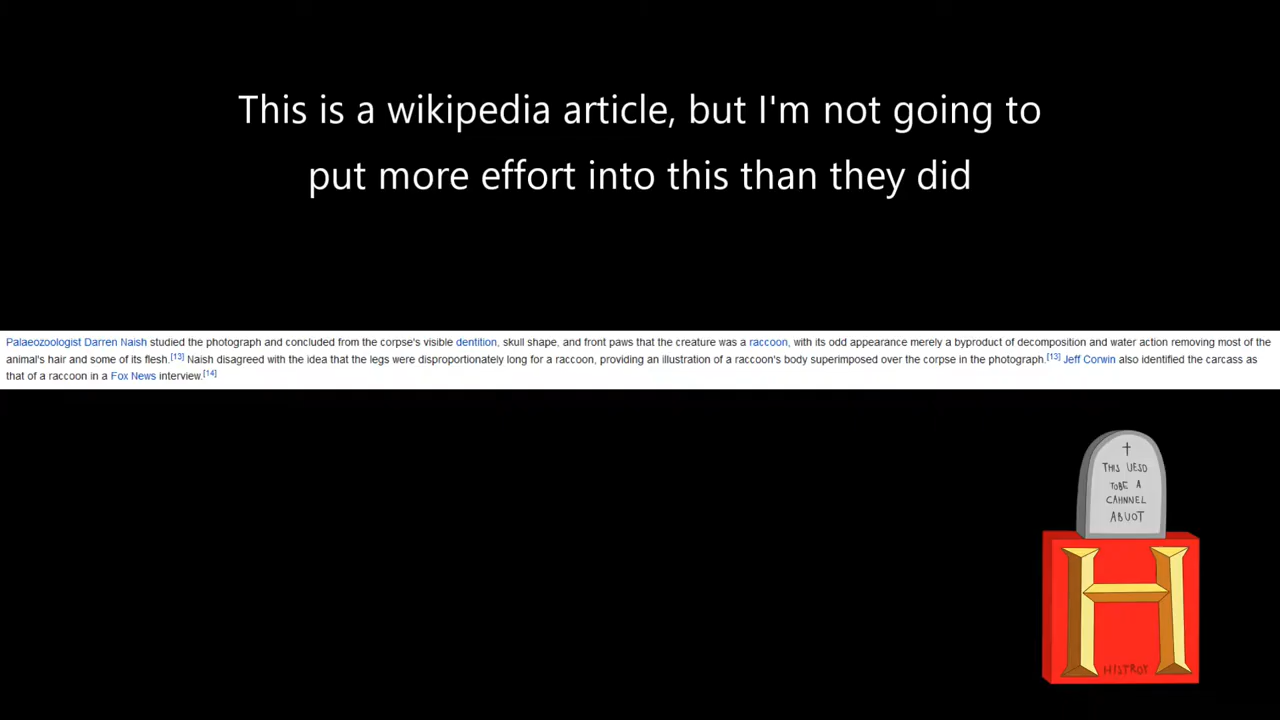 This is a wikipedia article, but I'm not going to
put more effort into this than they did
Palaeozoologist Darren Naish studied the photograph and concluded from the corpse's visible dentition, skull shape, and front paws that the creature was a raccoon, with its odd appearance merely a byproduct of decomposition and water action removing most of the
animal's hair and some of its flesh.[13] Naish disagreed with the idea that the legs were disproportionately long for a raccoon, providing an illustration of a raccoon's body superimposed over the corpse in the photograph.[13] Jeff Corwin also identified the carcass as
that of a raccoon in a Fox News interview.[14]
THIS UESD
TOBE A
CAHNNEL
ABUOT
H
HISTROY